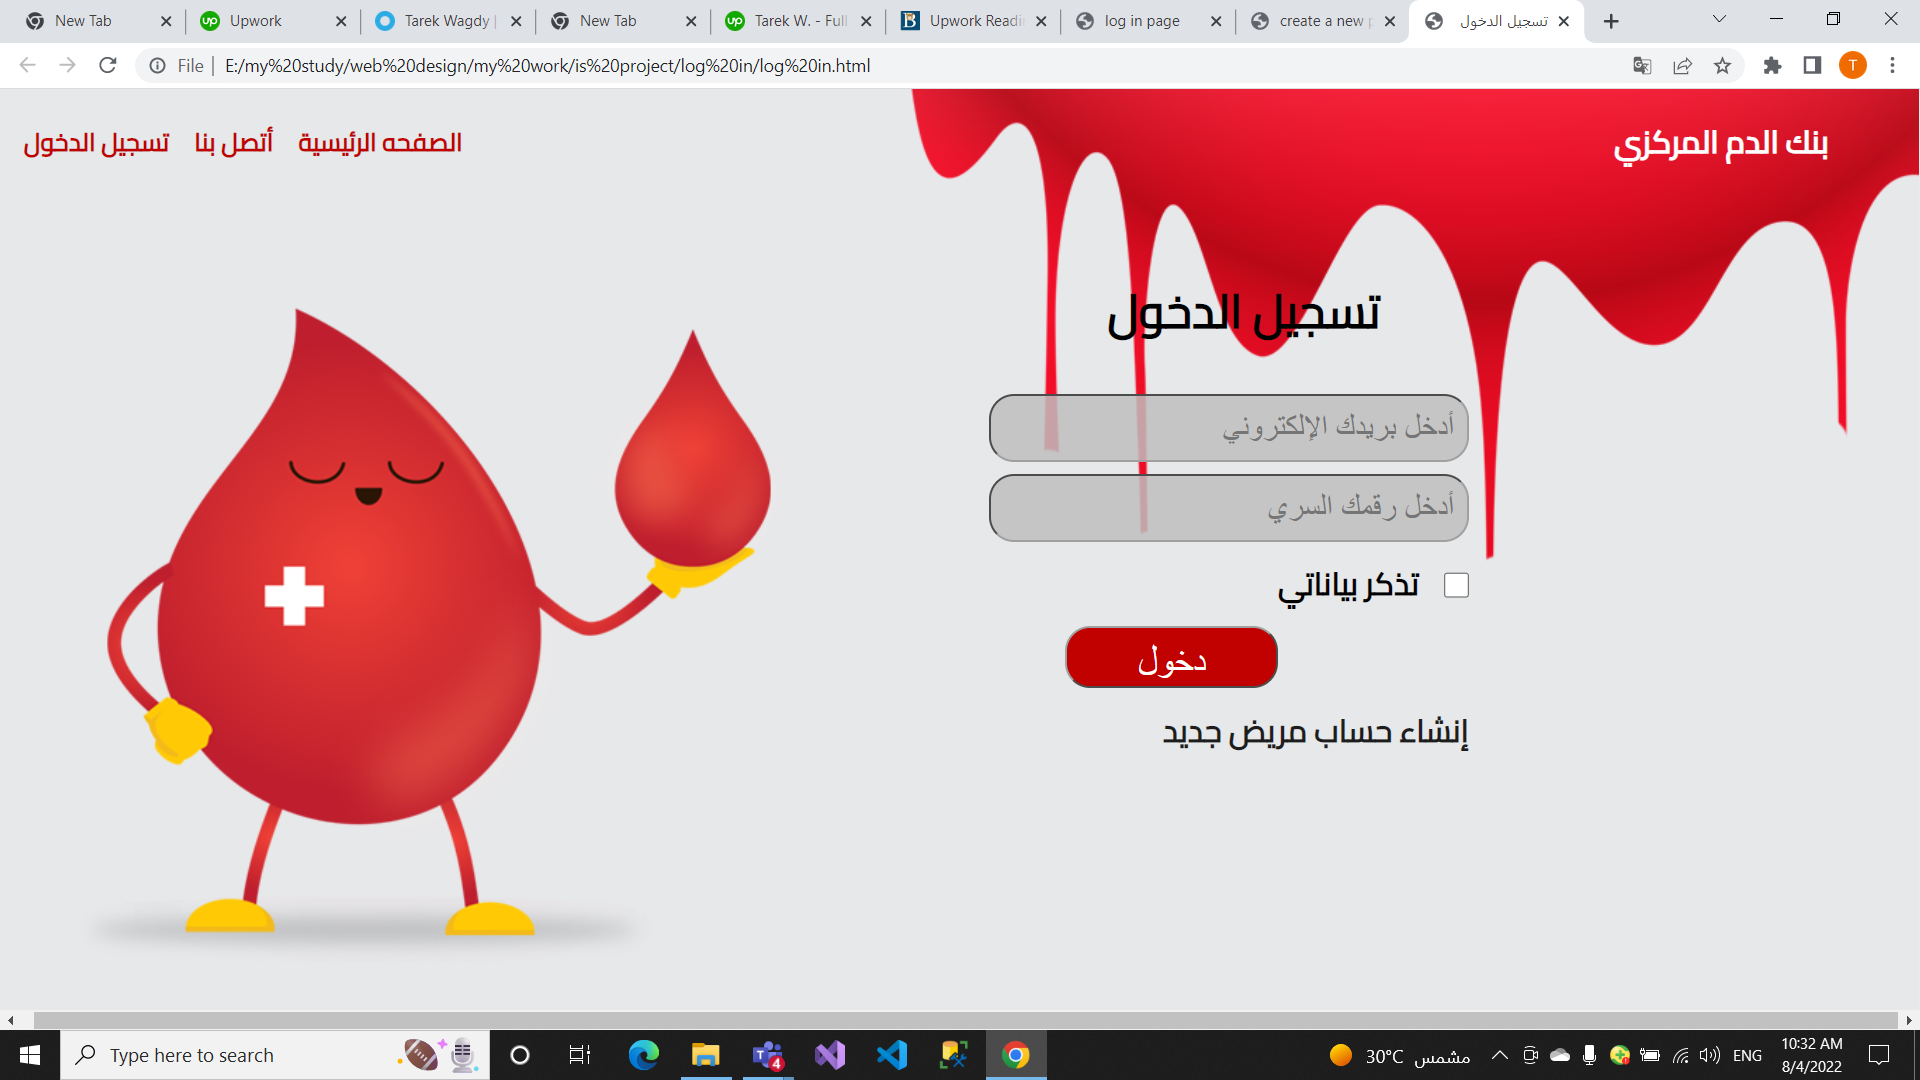 New Tab
Upwork
Tarek Wagdy |
New Tab
Tarek W. - Full
Upwork Readi
log in page
create a new p
تسجيل الدخول
File
E:/my%20study/web%20design/my%20work/is%20project/log%20in/log%20in.html
T
بنك الدم المركزي
الصفحه الرئيسية
أتصل بنا
تسجيل الدخول
تسجيل الدخول
أدخل بريدك الإلكتروني
أدخل رقمك السري
تذكر بياناتي
دخول
إنشاء حساب مريض جديد
Type here to search
4
30°C مشمس
ENG
10:32 AM
8/4/2022